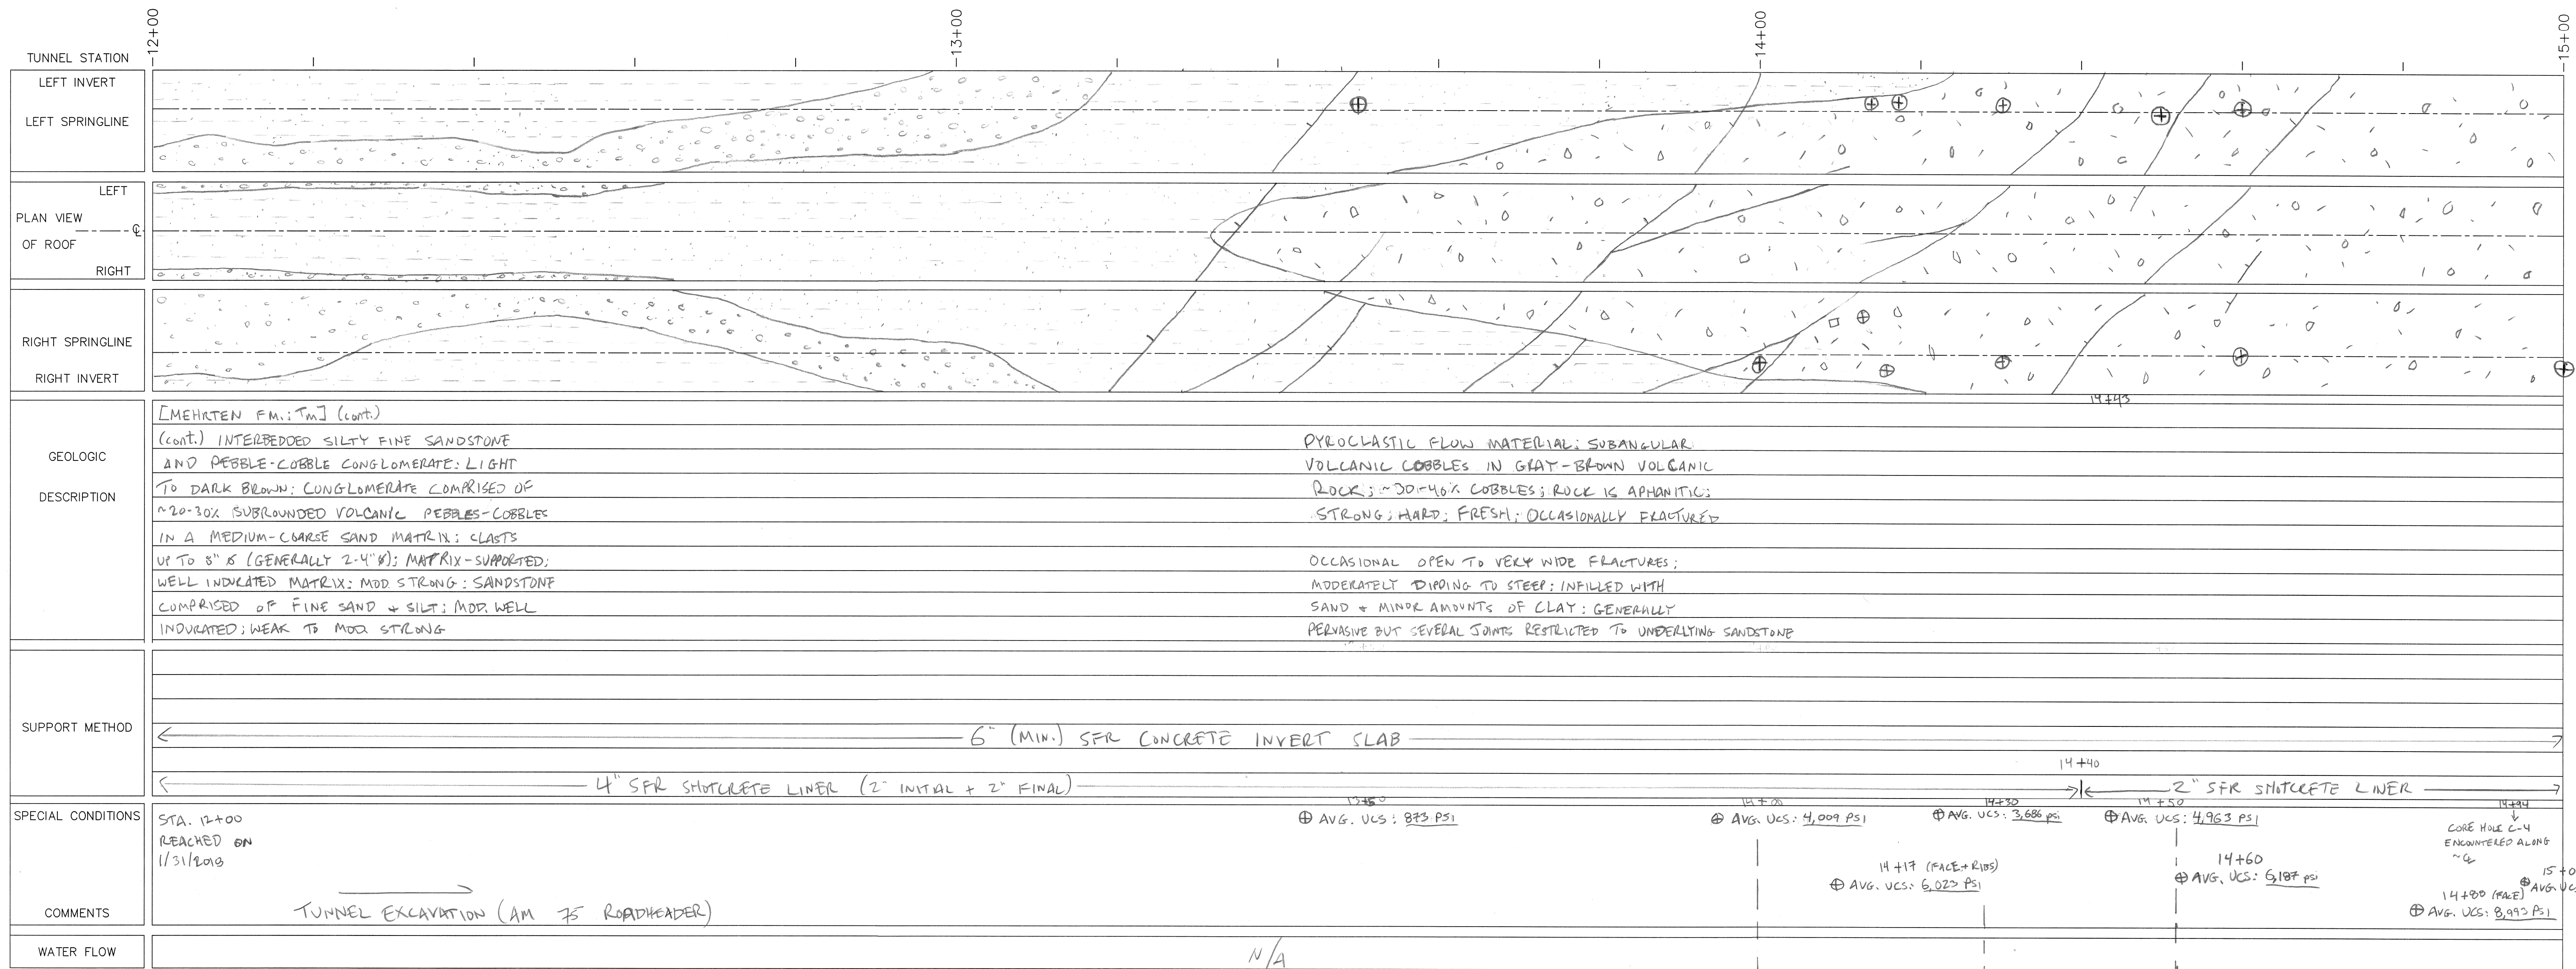 12+00
13+00
14+00
15+00
TUNNEL STATION
LEFT INVERT
LEFT SPRINGLINE
LEFT
PLAN VIEW
℄
OF ROOF
RIGHT
RIGHT SPRINGLINE
RIGHT INVERT
14+43
GEOLOGIC
DESCRIPTION
[MEHRTEN FM.: Tm] (cont.)
(cont.) INTERBEDDED SILTY FINE SANDSTONE
AND PEBBLE-COBBLE CONGLOMERATE: LIGHT
TO DARK BROWN; CONGLOMERATE COMPRISED OF
~20-30% SUBROUNDED VOLCANIC PEBBLES-COBBLES
IN A MEDIUM-COARSE SAND MATRIX; CLASTS
UP TO 8" ø (GENERALLY 2-4" ø); MATRIX-SUPPORTED;
WELL INDURATED MATRIX; MOD. STRONG; SANDSTONE
COMPRISED OF FINE SAND + SILT; MOD. WELL
INDURATED; WEAK TO MOD. STRONG
PYROCLASTIC FLOW MATERIAL: SUBANGULAR
VOLCANIC COBBLES IN GRAY-BROWN VOLCANIC
ROCK; ~30-40% COBBLES; ROCK IS APHANITIC;
STRONG; HARD; FRESH; OCCASIONALLY FRACTURED
OCCASIONAL OPEN TO VERY WIDE FRACTURES;
MODERATELY DIPPING TO STEEP; INFILLED WITH
SAND + MINOR AMOUNTS OF CLAY; GENERALLY
PERVASIVE BUT SEVERAL JOINTS RESTRICTED TO UNDERLYING SANDSTONE
SUPPORT METHOD
6" (MIN.) SFR CONCRETE INVERT SLAB
14+40
4" SFR SHOTCRETE LINER (2" INITIAL + 2" FINAL)
2" SFR SHOTCRETE LINER
SPECIAL CONDITIONS
COMMENTS
STA. 12+00
REACHED ON
1/31/2018
TUNNEL EXCAVATION (AM 75 ROADHEADER)
13+50
⊕ AVG. UCS: 873 PSI
14+00
⊕ AVG. UCS: 4,009 PSI
14+17 (FACE+RIBS)
⊕ AVG. UCS: 6,023 PSI
14+30
⊕ AVG. UCS: 3,686 psi
14+50
⊕ AVG. UCS: 4,963 PSI
14+60
⊕ AVG. UCS: 6,187 psi
14+94
CORE HOLE C-4
ENCOUNTERED ALONG
~℄
15+0
⊕ AVG. UC
14+80 (FACE)
⊕ AVG. UCS: 8,993 PSI
WATER FLOW
N/A